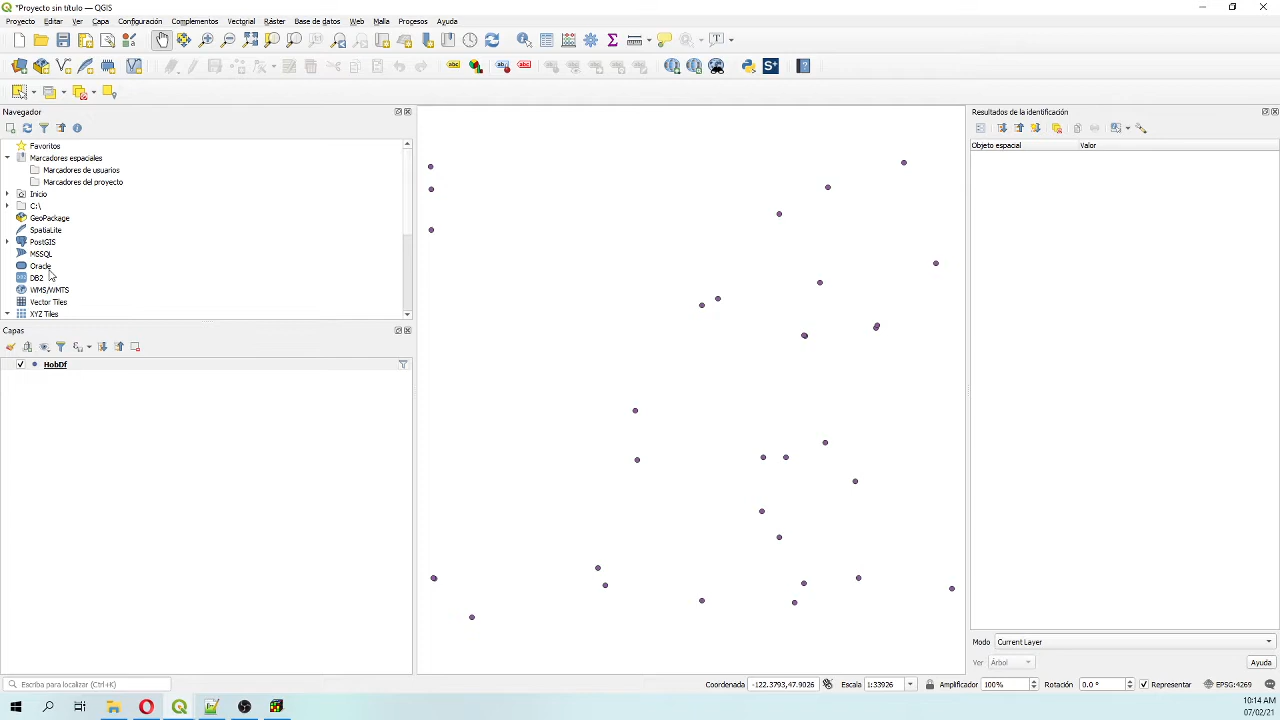 *Proyecto sin título — QGIS
Proyecto Editar Ver Capa Configuración Complementos Vectorial Ráster Base de datos Web Malla Procesos Ayuda
Navegador
Favoritos
Marcadores espaciales
Marcadores de usuarios
Marcadores del proyecto
Inicio
C:\
GeoPackage
SpatiaLite
PostGIS
MSSQL
Oracle
DB2
WMS/WMTS
Vector Tiles
XYZ Tiles
Capas
HobDf
Resultados de la identificación
Objeto espacial Valor
Modo Current Layer
Ver Árbol Ayuda
Escriba para localizar (Ctrl+K)
Coordenada -122.3793,47.9026 Escala 1:33926 Amplificador 100% Rotación 0.0 ° Representar EPSG:4269
10:14 AM
07/02/21